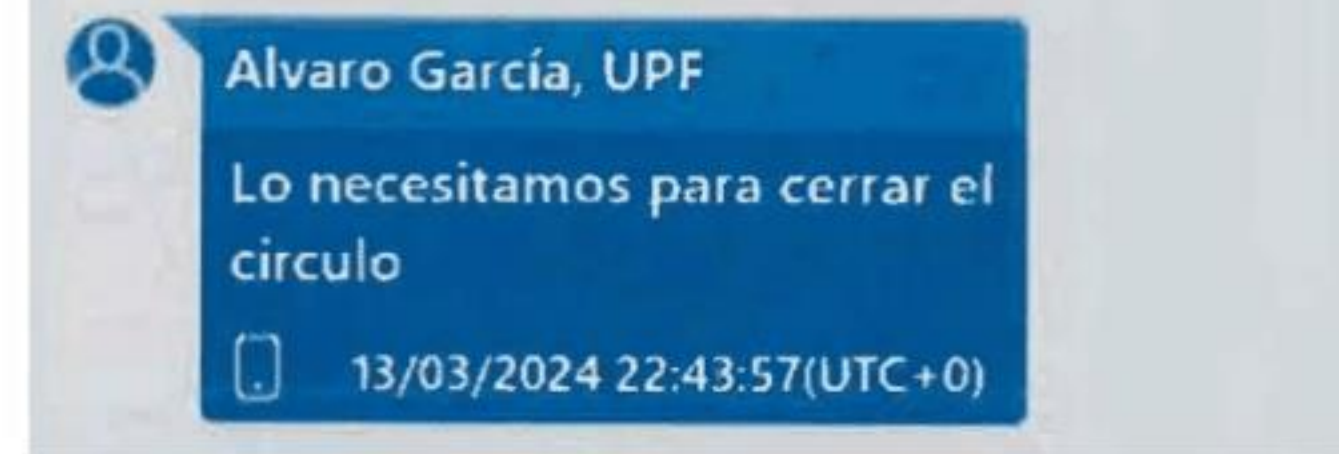 Alvaro García, UPF
Lo necesitamos para cerrar el
circulo
13/03/2024 22:43:57(UTC+0)